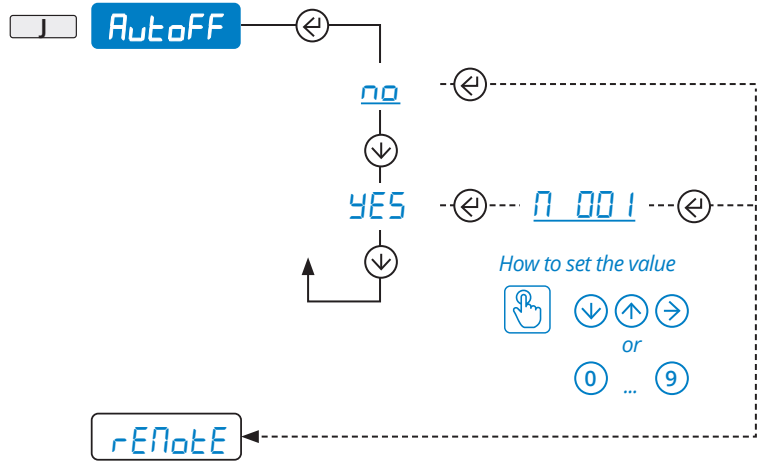 J AutoFF
no
YES M 001
How to set the value
or
0 ... 9
rEMotE